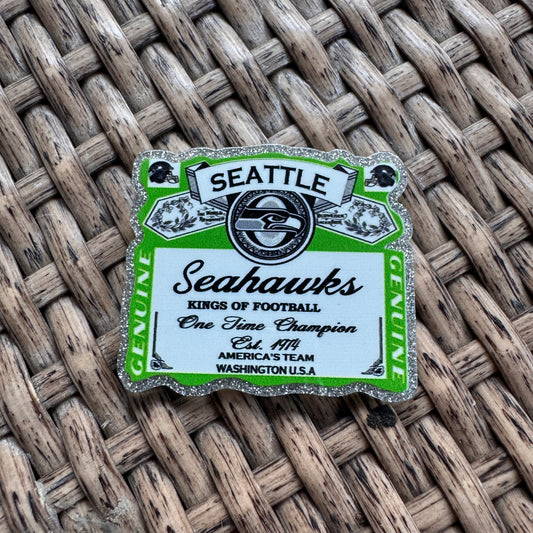 SEATTLE
Seahawks
KINGS OF FOOTBALL
One Time Champion
Est. 1974
AMERICA'S TEAM
WASHINGTON U.S.A
GENUINE
GENUINE